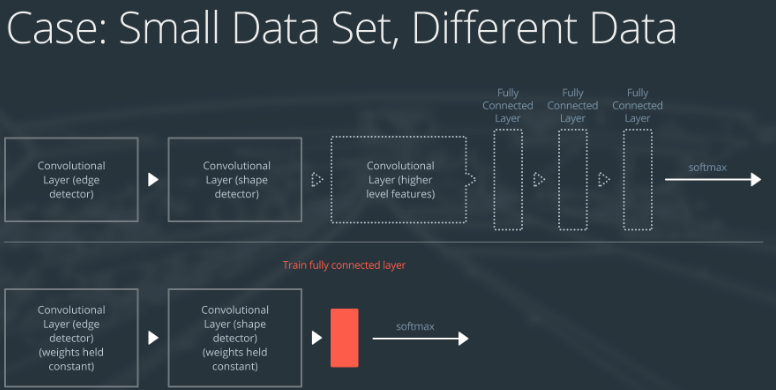 Case: Small Data Set, Different Data
Fully
Connected
Layer
Fully
Connected
Layer
Fully
Connected
Layer
Convolutional
Layer (edge
detector)
Convolutional
Layer (shape
detector)
Convolutional
Layer (higher
level features)
softmax
Train fully connected layer
Convolutional
Layer (edge
detector)
(weights held
constant)
Convolutional
Layer (shape
detector)
(weights held
constant)
softmax